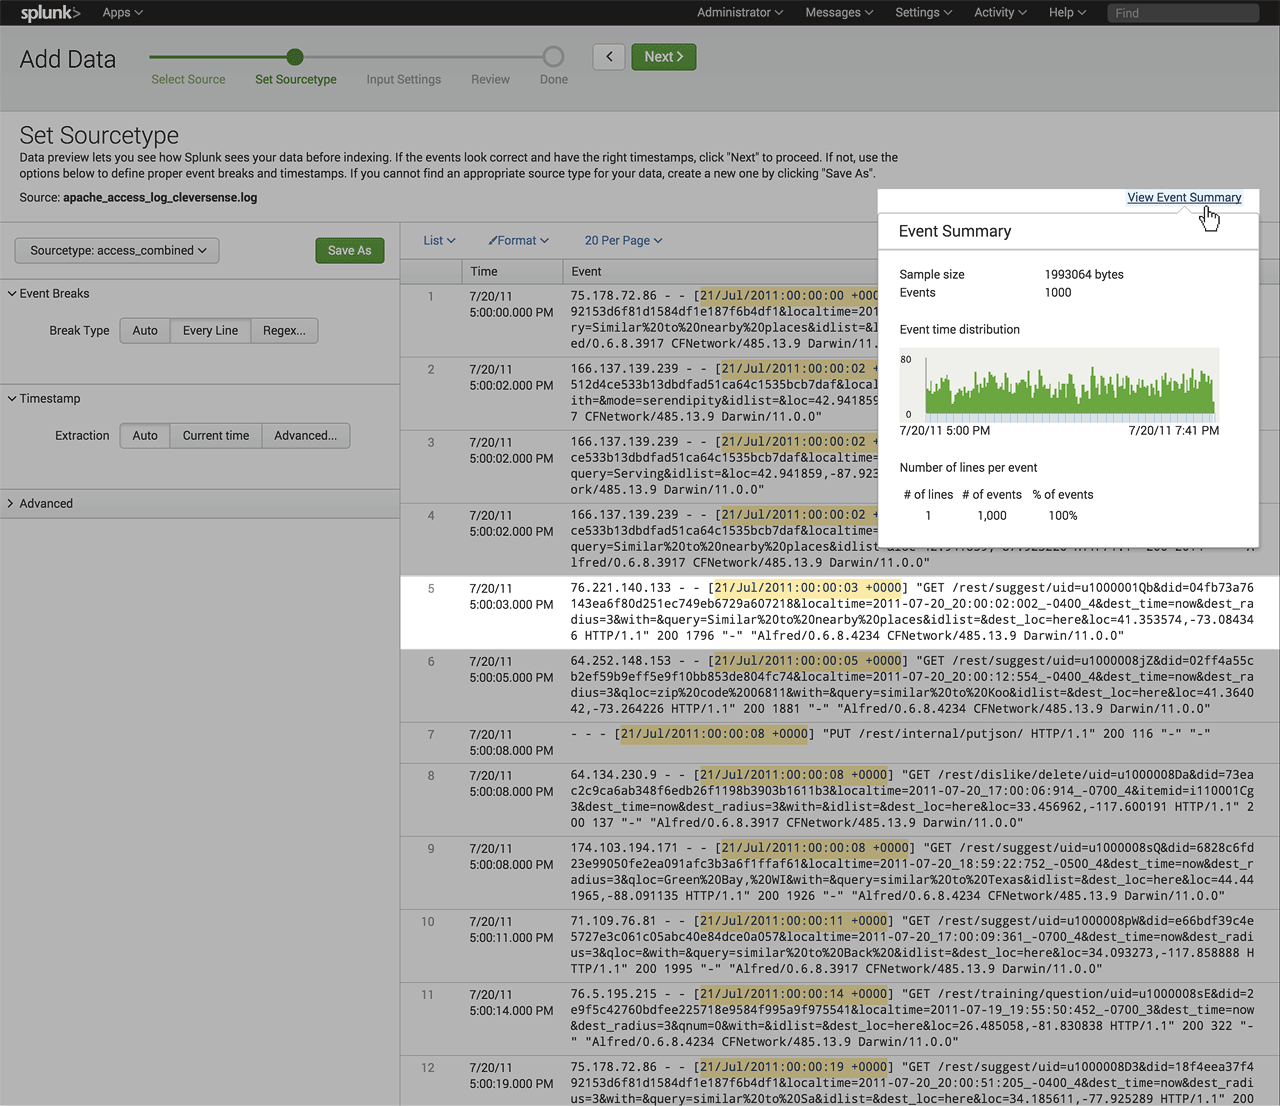 splunk> Apps Administrator Messages Settings Activity Help Find
Add Data
Select Source Set Sourcetype Input Settings Review Done
< Next >
Set Sourcetype
Data preview lets you see how Splunk sees your data before indexing. If the events look correct and have the right timestamps, click "Next" to proceed. If not, use the
options below to define proper event breaks and timestamps. If you cannot find an appropriate source type for your data, create a new one by clicking "Save As".
Source: apache_access_log_cleversense.log
View Event Summary
Sourcetype: access_combined Save As
Event Breaks
Break Type Auto Every Line Regex...
Timestamp
Extraction Auto Current time Advanced...
Advanced
List Format 20 Per Page
Time Event
1 7/20/11 75.178.72.86 - - [21/Jul/2011:00:00:00 +000
5:00:00.000 PM 92153d6f81d1584df1e187f6b4df1&localtime=201
ry=Similar%20to%20nearby%20places&idlist=&
ed/0.6.8.3917 CFNetwork/485.13.9 Darwin/11.
2 7/20/11 166.137.139.239 - - [21/Jul/2011:00:00:02 +
5:00:02.000 PM 512d4ce533b13dbdfad51ca64c1535bcb7daf&local
ith=&mode=serendipity&idlist=&loc=42.941859
7 CFNetwork/485.13.9 Darwin/11.0.0"
3 7/20/11 166.137.139.239 - - [21/Jul/2011:00:00:02 +
5:00:02.000 PM ce533b13dbdfad51ca64c1535bcb7daf&localtime=
query=Serving&idlist=&loc=42.941859,-87.923
ork/485.13.9 Darwin/11.0.0"
4 7/20/11 166.137.139.239 - - [21/Jul/2011:00:00:02 +
5:00:02.000 PM ce533b13dbdfad51ca64c1535bcb7daf&localtime=
query=Similar%20to%20nearby%20places&idlist
red/0.6.8.3917 CFNetwork/485.13.9 Darwin/11.0.0"
5 7/20/11 76.221.140.133 - - [21/Jul/2011:00:00:03 +0000] "GET /rest/suggest/uid=u1000001Qb&did=04fb73a76
5:00:03.000 PM 143ea6f80d251ec749eb6729a607218&localtime=2011-07-20_20:00:02:002_-0400_4&dest_time=now&dest_ra
dius=3&with=&query=Similar%20to%20nearby%20places&idlist=&dest_loc=here&loc=41.353574,-73.08434
6 HTTP/1.1" 200 1796 "-" "Alfred/0.6.8.4234 CFNetwork/485.13.9 Darwin/11.0.0"
6 7/20/11 64.252.148.153 - - [21/Jul/2011:00:00:05 +0000] "GET /rest/suggest/uid=u1000008jZ&did=02ff4a55c
5:00:05.000 PM b2ef59b9eff5e9f10bb853de804fc74&localtime=2011-07-20_20:00:12:554_-0400_4&dest_time=now&dest_ra
dius=3&qloc=zip%20code%2006811&with=&query=similar%20to%20Koo&idlist=&dest_loc=here&loc=41.3640
42,-73.264226 HTTP/1.1" 200 1881 "-" "Alfred/0.6.8.4234 CFNetwork/485.13.9 Darwin/11.0.0"
7 7/20/11 - - - [21/Jul/2011:00:00:08 +0000] "PUT /rest/internal/putjson/ HTTP/1.1" 200 116 "-" "-"
5:00:08.000 PM
8 7/20/11 64.134.230.9 - - [21/Jul/2011:00:00:08 +0000] "GET /rest/dislike/delete/uid=u1000008Da&did=73ea
5:00:08.000 PM c2c9ca6ab348f6edb26f1198b3903b1611b3&localtime=2011-07-20_17:00:06:914_-0700_4&itemid=i110001Cg
3&dest_time=now&dest_radius=3&with=&idlist=&dest_loc=here&loc=33.456962,-117.600191 HTTP/1.1" 2
00 137 "-" "Alfred/0.6.8.3917 CFNetwork/485.13.9 Darwin/11.0.0"
9 7/20/11 174.103.194.171 - - [21/Jul/2011:00:00:08 +0000] "GET /rest/suggest/uid=u1000008sQ&did=6828c6fd
5:00:08.000 PM 23e99050fe2ea091afc3b3a6f1ffaf61&localtime=2011-07-20_18:59:22:752_-0500_4&dest_time=now&dest_r
adius=3&qloc=Green%20Bay,%20WI&with=&query=similar%20to%20Texas&idlist=&dest_loc=here&loc=44.44
1965,-88.091135 HTTP/1.1" 200 1926 "-" "Alfred/0.6.8.3917 CFNetwork/485.13.9 Darwin/11.0.0"
10 7/20/11 71.109.76.81 - - [21/Jul/2011:00:00:11 +0000] "GET /rest/suggest/uid=u1000008pW&did=e66bdf39c4e
5:00:11.000 PM 5727e3c061c05abc40e84dce0a057&localtime=2011-07-20_17:00:09:361_-0700_4&dest_time=now&dest_radi
us=3&qloc=&with=&query=similar%20to%20Back%20&idlist=&dest_loc=here&loc=34.093273,-117.858888 H
TTP/1.1" 200 1995 "-" "Alfred/0.6.8.3917 CFNetwork/485.13.9 Darwin/11.0.0"
11 7/20/11 76.5.195.215 - - [21/Jul/2011:00:00:14 +0000] "GET /rest/training/question/uid=u1000008sE&did=2
5:00:14.000 PM e9f5c42760bdfee225718e9584f995a9f975541&localtime=2011-07-19_19:55:50:452_-0700_3&dest_time=now
&dest_radius=3&qnum=0&with=&idlist=&dest_loc=here&loc=26.485058,-81.830838 HTTP/1.1" 200 322 "-
" "Alfred/0.6.8.4234 CFNetwork/485.13.9 Darwin/11.0.0"
12 7/20/11 75.178.72.86 - - [21/Jul/2011:00:00:19 +0000] "GET /rest/suggest/uid=u1000008D3&did=18f4eea37f4
5:00:19.000 PM 92153d6f81d1584df1e187f6b4df1&localtime=2011-07-20_20:00:51:205_-0400_4&dest_time=now&dest_radi
us=3&with=&query=similar%20to%20Sa&idlist=&dest_loc=here&loc=34.185611,-77.925289 HTTP/1.1" 200
Event Summary
Sample size 1993064 bytes
Events 1000
Event time distribution
80
0
7/20/11 5:00 PM 7/20/11 7:41 PM
Number of lines per event
# of lines # of events % of events
1 1,000 100%